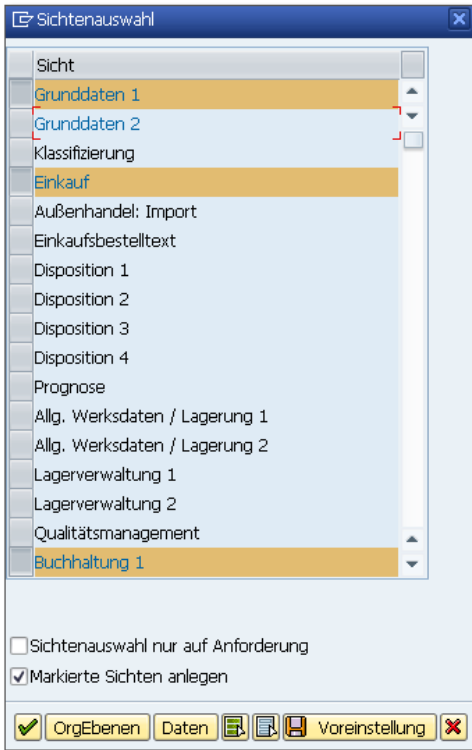 Sichtenauswahl
Sicht
Grunddaten 1
Grunddaten 2
Klassifizierung
Einkauf
Außenhandel: Import
Einkaufsbestelltext
Disposition 1
Disposition 2
Disposition 3
Disposition 4
Prognose
Allg. Werksdaten / Lagerung 1
Allg. Werksdaten / Lagerung 2
Lagerverwaltung 1
Lagerverwaltung 2
Qualitätsmanagement
Buchhaltung 1
Sichtenauswahl nur auf Anforderung
Markierte Sichten anlegen
OrgEbenen Daten Voreinstellung